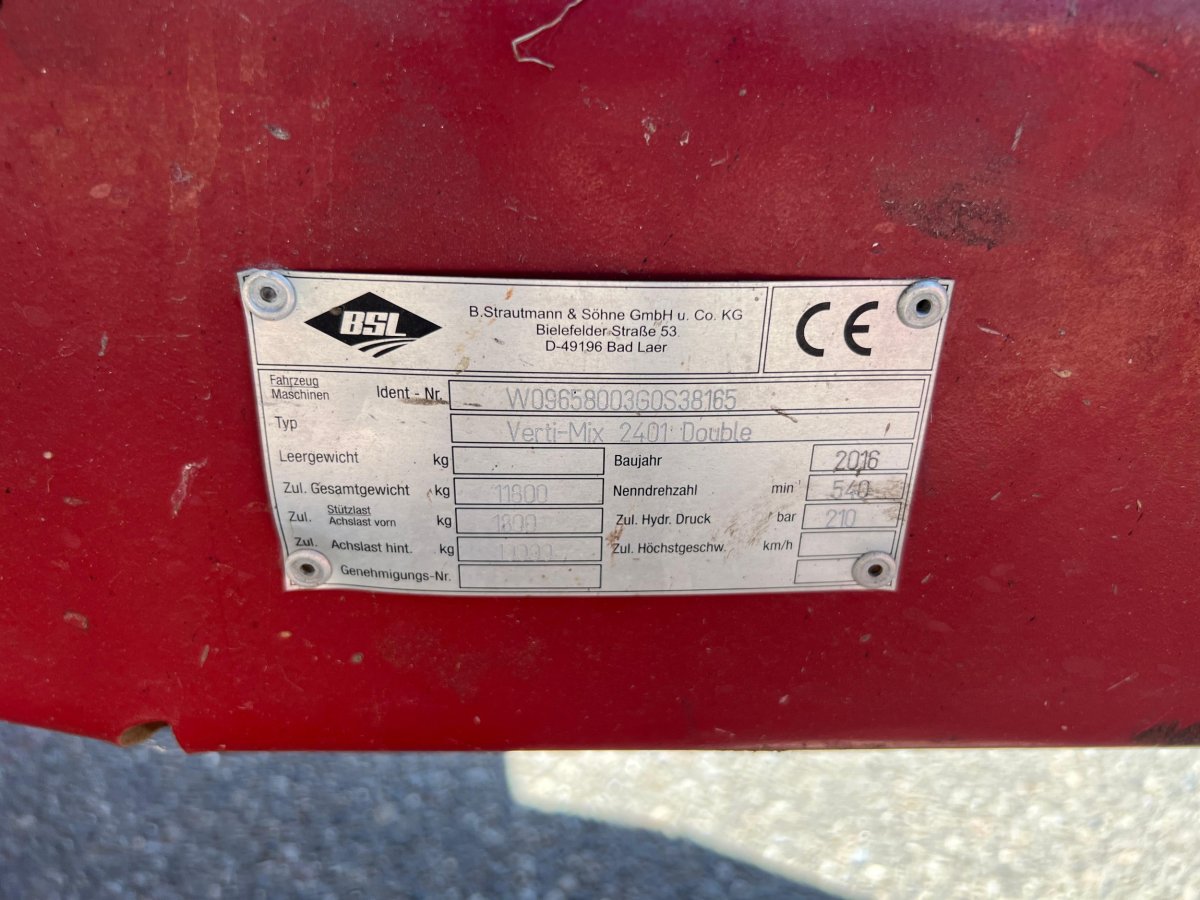 BSL
B.Strautmann & Söhne GmbH u. Co. KG
Bielefelder Straße 53
D-49196 Bad Laer
CE
Fahrzeug
Maschinen
Ident - Nr. W09658003G0S38165
Typ Verti-Mix 2401 Double
Leergewicht kg
Baujahr 2016
Zul. Gesamtgewicht kg 11800
Nenndrehzahl min 540
Zul. Stützlast
Achslast vorn kg 1800
Zul. Hydr. Druck bar 210
Zul. Achslast hint. kg
Zul. Höchstgeschw. km/h
Genehmigungs-Nr.